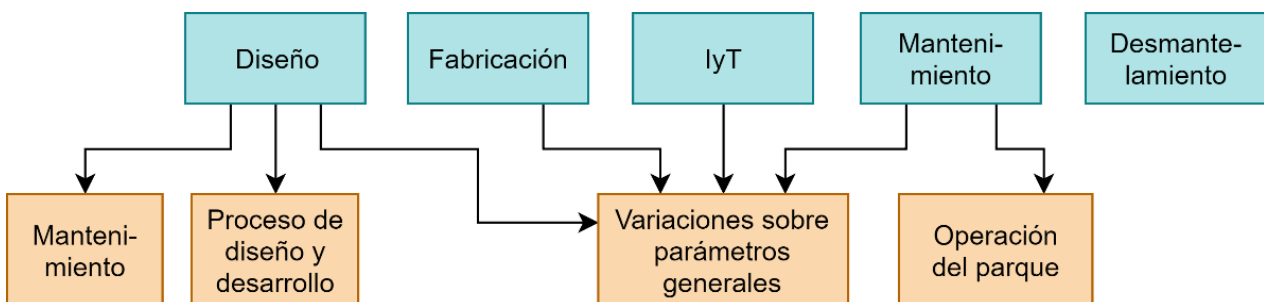 Diseño
Fabricación
IyT
Manteni-
miento
Desmante-
lamiento
Manteni-
miento
Proceso de
diseño y
desarrollo
Variaciones sobre
parámetros
generales
Operación
del parque